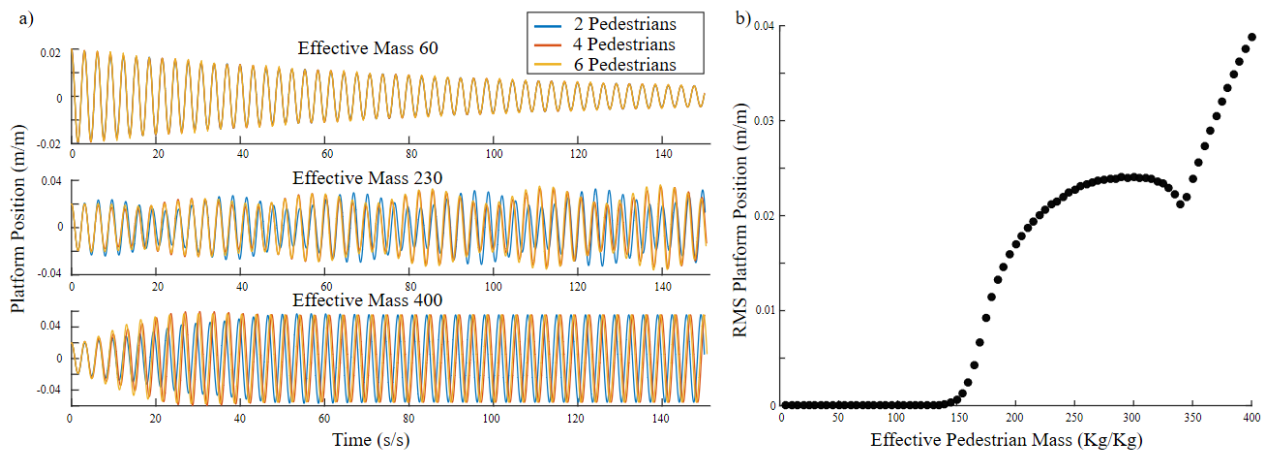 a)
2 Pedestrians
4 Pedestrians
6 Pedestrians
Effective Mass 60
0.02
0
-0.02
0 20 40 60 80 100 120 140
Effective Mass 230
0.04
0
-0.04
0 20 40 60 80 100 120 140
Effective Mass 400
0.04
0
-0.04
0 20 40 60 80 100 120 140
Platform Position (m/m)
Time (s/s)
b)
0.04
0.03
0.02
0.01
0
0 50 100 150 200 250 300 350 400
RMS Platform Position (m/m)
Effective Pedestrian Mass (Kg/Kg)